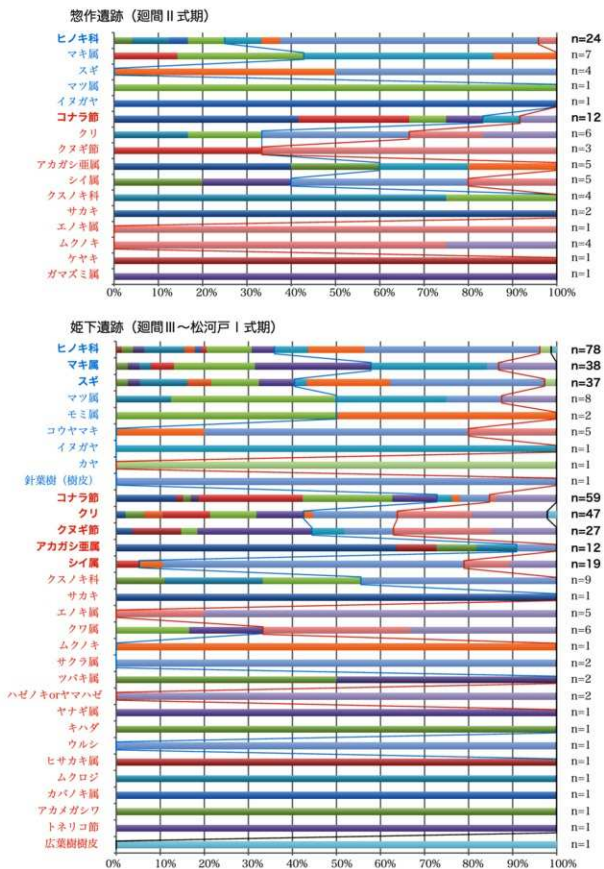 惣作遺跡（廻間Ⅱ式期）
ヒノキ科 n=24
マキ属 n=7
スギ n=4
マツ属 n=1
イヌガヤ n=1
コナラ節 n=12
クリ n=6
クヌギ節 n=3
アカガシ亜属 n=5
シイ属 n=5
クスノキ科 n=4
サカキ n=2
エノキ属 n=1
ムクノキ n=4
ケヤキ n=1
ガマズミ属 n=1
0% 10% 20% 30% 40% 50% 60% 70% 80% 90% 100%
姫下遺跡（廻間Ⅲ～松河戸Ⅰ式期）
ヒノキ科 n=78
マキ属 n=38
スギ n=37
マツ属 n=8
モミ属 n=2
コウヤマキ n=5
イヌガヤ n=1
カヤ n=1
針葉樹（樹皮） n=1
コナラ節 n=59
クリ n=47
クヌギ節 n=27
アカガシ亜属 n=12
シイ属 n=19
クスノキ科 n=9
サカキ n=1
エノキ属 n=5
クワ属 n=6
ムクノキ n=1
サクラ属 n=2
ツバキ属 n=2
ハゼノキorヤマハゼ n=2
ヤナギ属 n=1
キハダ n=1
ウルシ n=1
ヒサカキ属 n=1
ムクロジ n=1
カバノキ属 n=1
アカメガシワ n=1
トネリコ節 n=1
広葉樹樹皮 n=1
0% 10% 20% 30% 40% 50% 60% 70% 80% 90% 100%